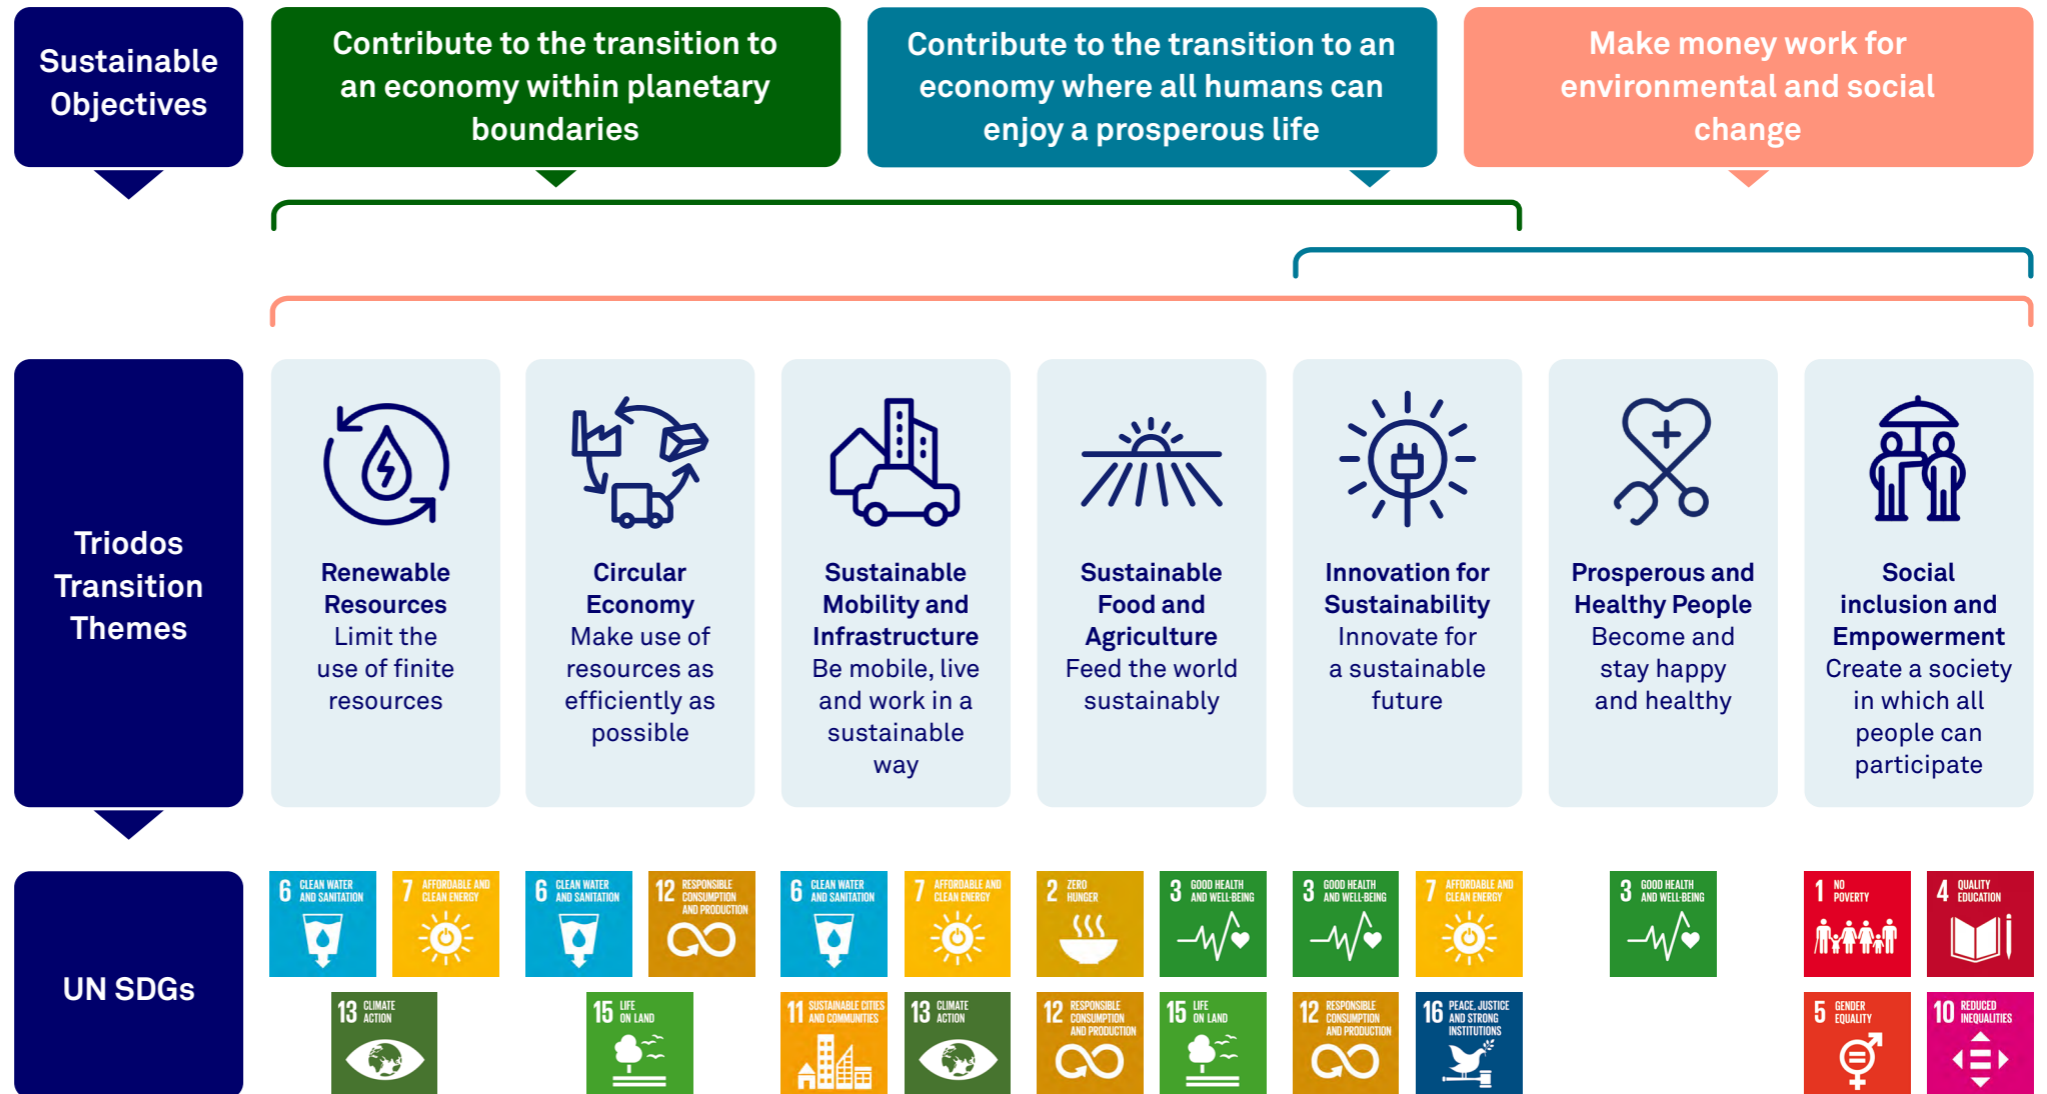 Sustainable
Objectives
Contribute to the transition to
an economy within planetary
boundaries
Contribute to the transition to an
economy where all humans can
enjoy a prosperous life
Make money work for
environmental and social
change
Triodos
Transition
Themes
Renewable
Resources
Limit the
use of finite
resources
Circular
Economy
Make use of
resources as
efficiently as
possible
Sustainable
Mobility and
Infrastructure
Be mobile, live
and work in a
sustainable
way
Sustainable
Food and
Agriculture
Feed the world
sustainably
Innovation for
Sustainability
Innovate for
a sustainable
future
Prosperous and
Healthy People
Become and
stay happy
and healthy
Social
inclusion and
Empowerment
Create a society
in which all
people can
participate
UN SDGs
6 CLEAN WATER
AND SANITATION
7 AFFORDABLE AND
CLEAN ENERGY
13 CLIMATE
ACTION
6 CLEAN WATER
AND SANITATION
12 RESPONSIBLE
CONSUMPTION
AND PRODUCTION
15 LIFE
ON LAND
6 CLEAN WATER
AND SANITATION
7 AFFORDABLE AND
CLEAN ENERGY
11 SUSTAINABLE CITIES
AND COMMUNITIES
13 CLIMATE
ACTION
2 ZERO
HUNGER
3 GOOD HEALTH
AND WELL-BEING
12 RESPONSIBLE
CONSUMPTION
AND PRODUCTION
15 LIFE
ON LAND
3 GOOD HEALTH
AND WELL-BEING
7 AFFORDABLE AND
CLEAN ENERGY
12 RESPONSIBLE
CONSUMPTION
AND PRODUCTION
16 PEACE, JUSTICE
AND STRONG
INSTITUTIONS
3 GOOD HEALTH
AND WELL-BEING
1 NO
POVERTY
4 QUALITY
EDUCATION
5 GENDER
EQUALITY
10 REDUCED
INEQUALITIES